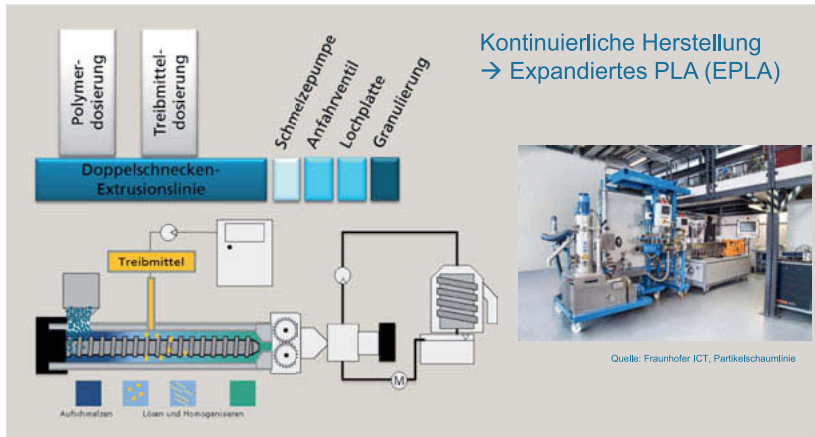 Kontinuierliche Herstellung
→ Expandiertes PLA (EPLA)
Polymer-
dosierung
Treibmittel-
dosierung
Schmelzepumpe
Anfahrventil
Lochplatte
Granulierung
Doppelschnecken-
Extrusionslinie
Treibmittel
M
Aufschmelzen
Lösen und Homogenisieren
Quelle: Fraunhofer ICT, Partikelschaumlinie